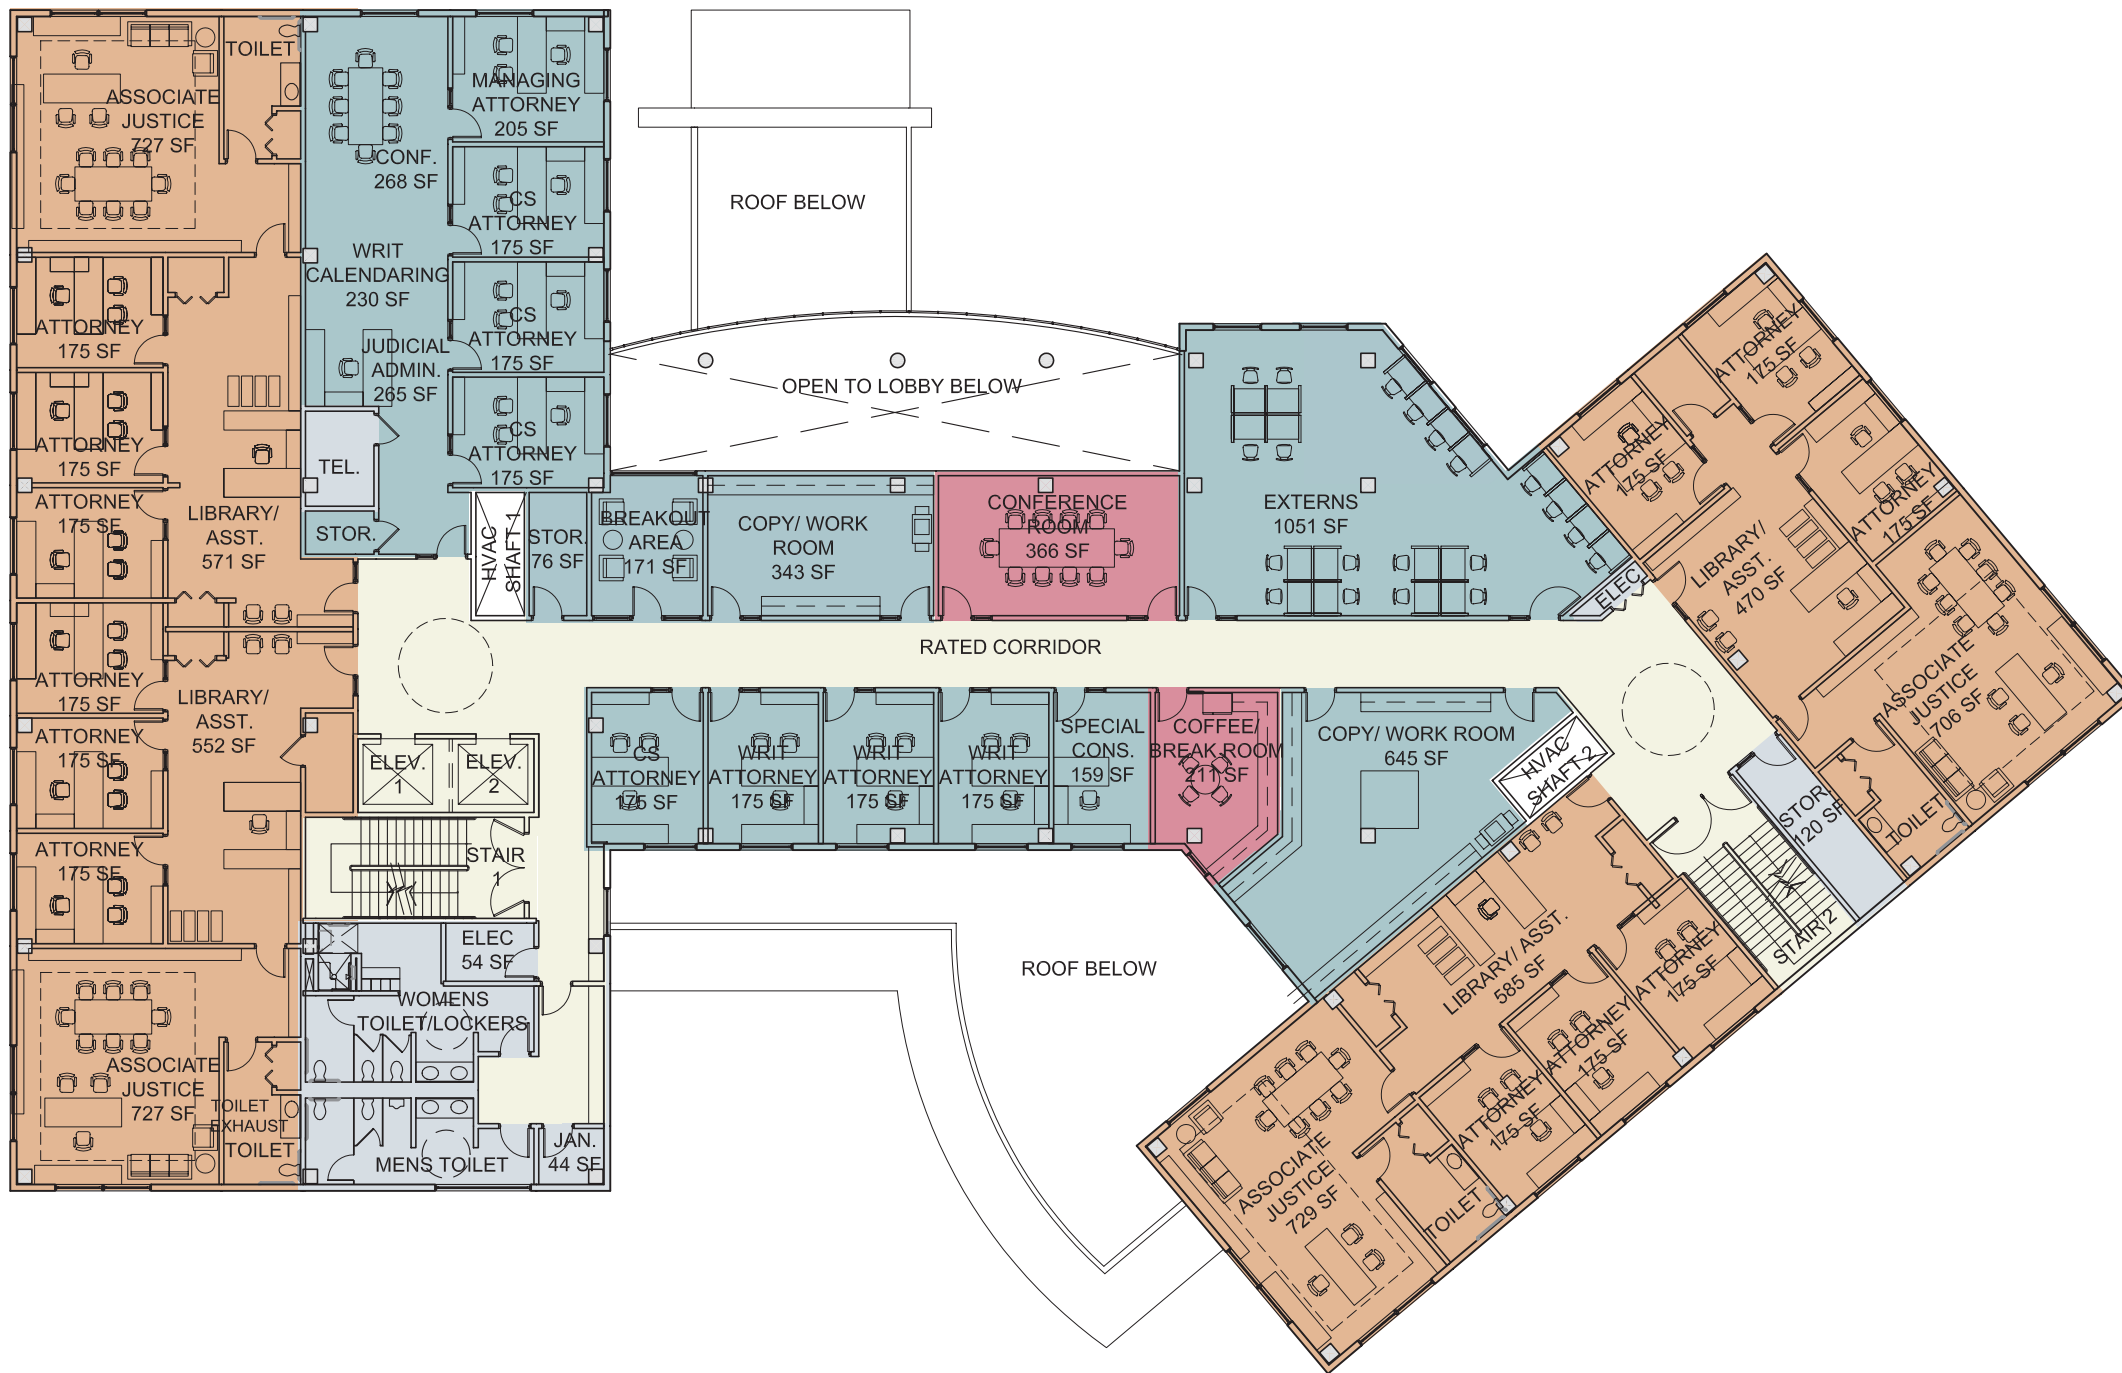 ASSOCIATE
JUSTICE
727 SF
TOILET
CONF.
268 SF
MANAGING
ATTORNEY
205 SF
CS
ATTORNEY
175 SF
WRIT
CALENDARING
230 SF
CS
ATTORNEY
175 SF
JUDICIAL
ADMIN.
265 SF
CS
ATTORNEY
175 SF
TEL.
STOR.
ATTORNEY
175 SF
ATTORNEY
175 SF
ATTORNEY
175 SF
LIBRARY/
ASST.
571 SF
ATTORNEY
175 SF
LIBRARY/
ASST.
552 SF
ATTORNEY
175 SF
ATTORNEY
175 SF
ASSOCIATE
JUSTICE
727 SF
TOILET
EXHAUST
TOILET
ELEV.
1
ELEV.
2
STAIR
1
ELEC
54 SF
WOMENS
TOILET/LOCKERS
MENS TOILET
JAN.
44 SF
HVAC
SHAFT 1
STOR.
76 SF
BREAKOUT
AREA
171 SF
COPY/ WORK
ROOM
343 SF
CONFERENCE
ROOM
366 SF
EXTERNS
1051 SF
ELEC
ROOF BELOW
OPEN TO LOBBY BELOW
RATED CORRIDOR
CS
ATTORNEY
175 SF
WRIT
ATTORNEY
175 SF
WRIT
ATTORNEY
175 SF
WRIT
ATTORNEY
175 SF
SPECIAL
CONS.
159 SF
COFFEE/
BREAK ROOM
211 SF
COPY/ WORK ROOM
645 SF
HVAC
SHAFT 2
ROOF BELOW
ATTORNEY
175 SF
ATTORNEY
175 SF
ATTORNEY
175 SF
LIBRARY/
ASST.
470 SF
ASSOCIATE
JUSTICE
706 SF
TOILET
STOR.
120 SF
STAIR 2
LIBRARY/ ASST.
585 SF
ATTORNEY
175 SF
ATTORNEY
175 SF
ATTORNEY
175 SF
ASSOCIATE
JUSTICE
729 SF
TOILET